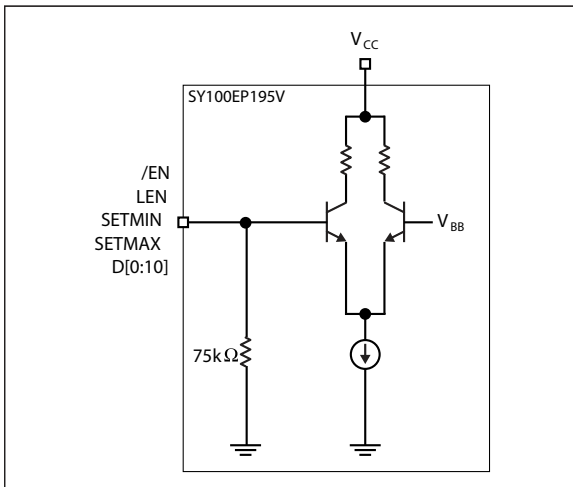 V_CC
SY100EP195V
/EN
LEN
SETMIN
SETMAX
D[0:10]
V_BB
75kΩ